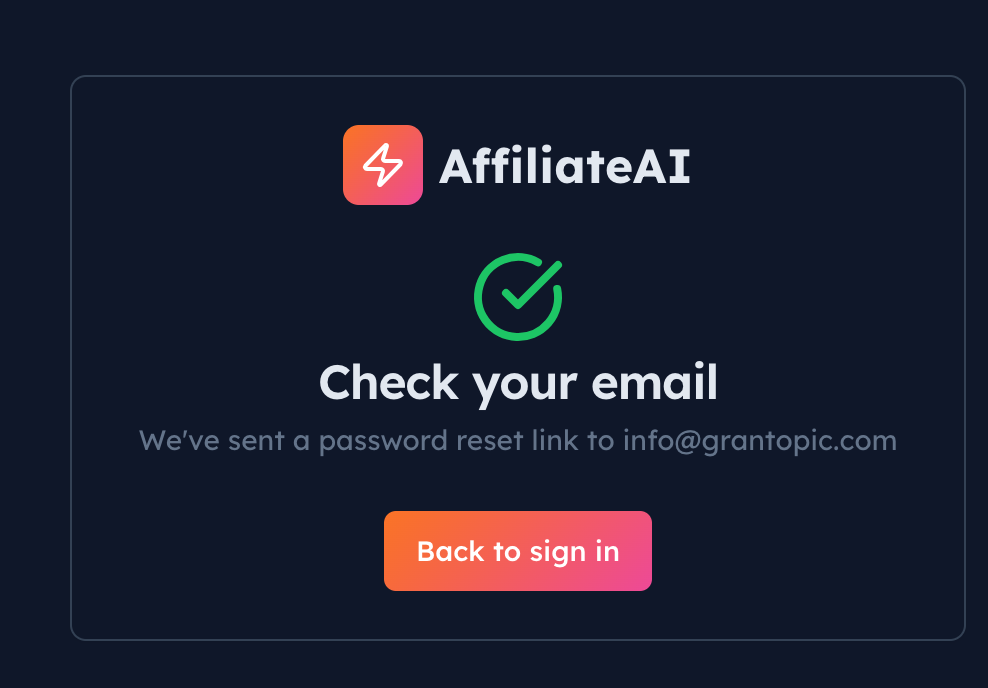 AffiliateAI
Check your email
We've sent a password reset link to info@grantopic.com
Back to sign in